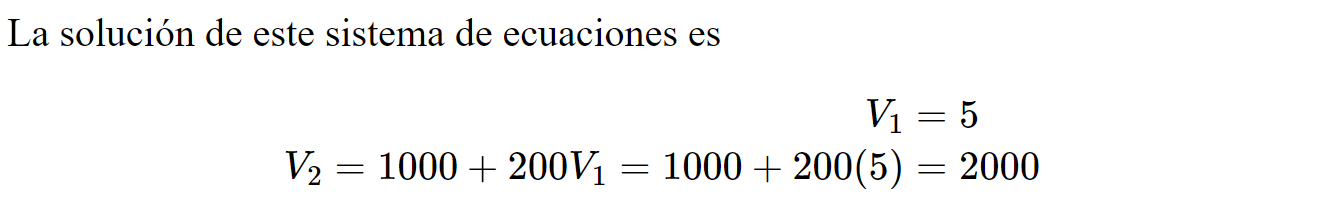 La solución de este sistema de ecuaciones es
V₁ = 5
V₂ = 1000 + 200V₁ = 1000 + 200(5) = 2000